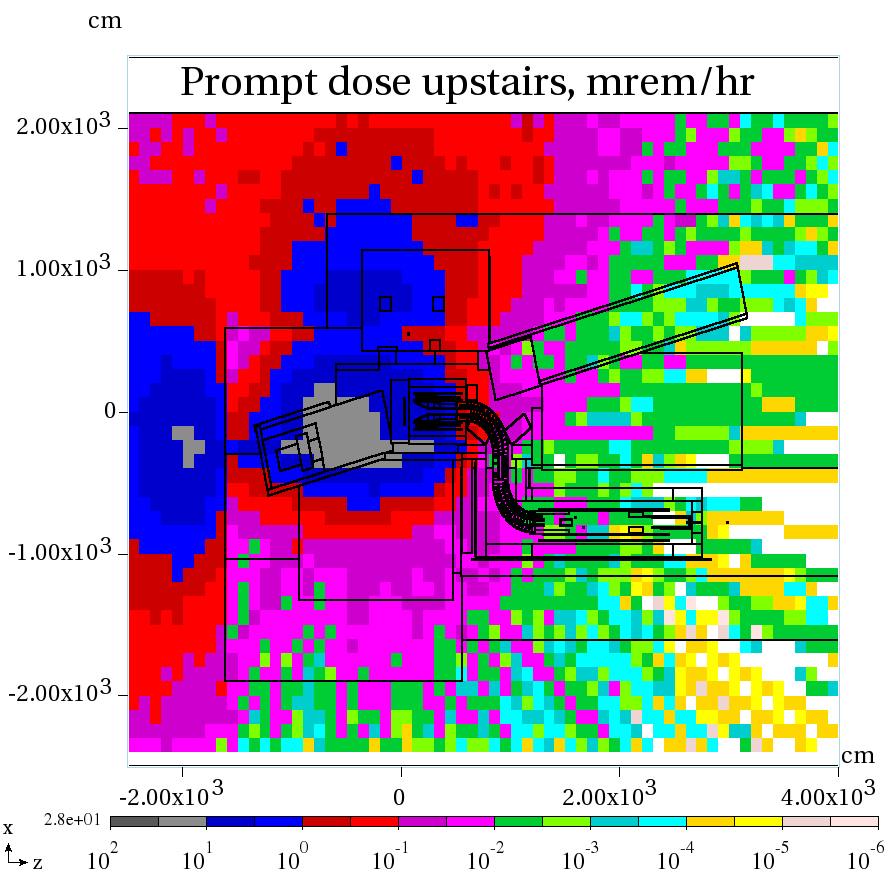 cm
Prompt dose upstairs, mrem/hr
2.00x10³
1.00x10³
0
-1.00x10³
-2.00x10³
cm
-2.00x10³ 0 2.00x10³ 4.00x10³
2.8e+01
x
z
10² 10¹ 10⁰ 10⁻¹ 10⁻² 10⁻³ 10⁻⁴ 10⁻⁵ 10⁻⁶